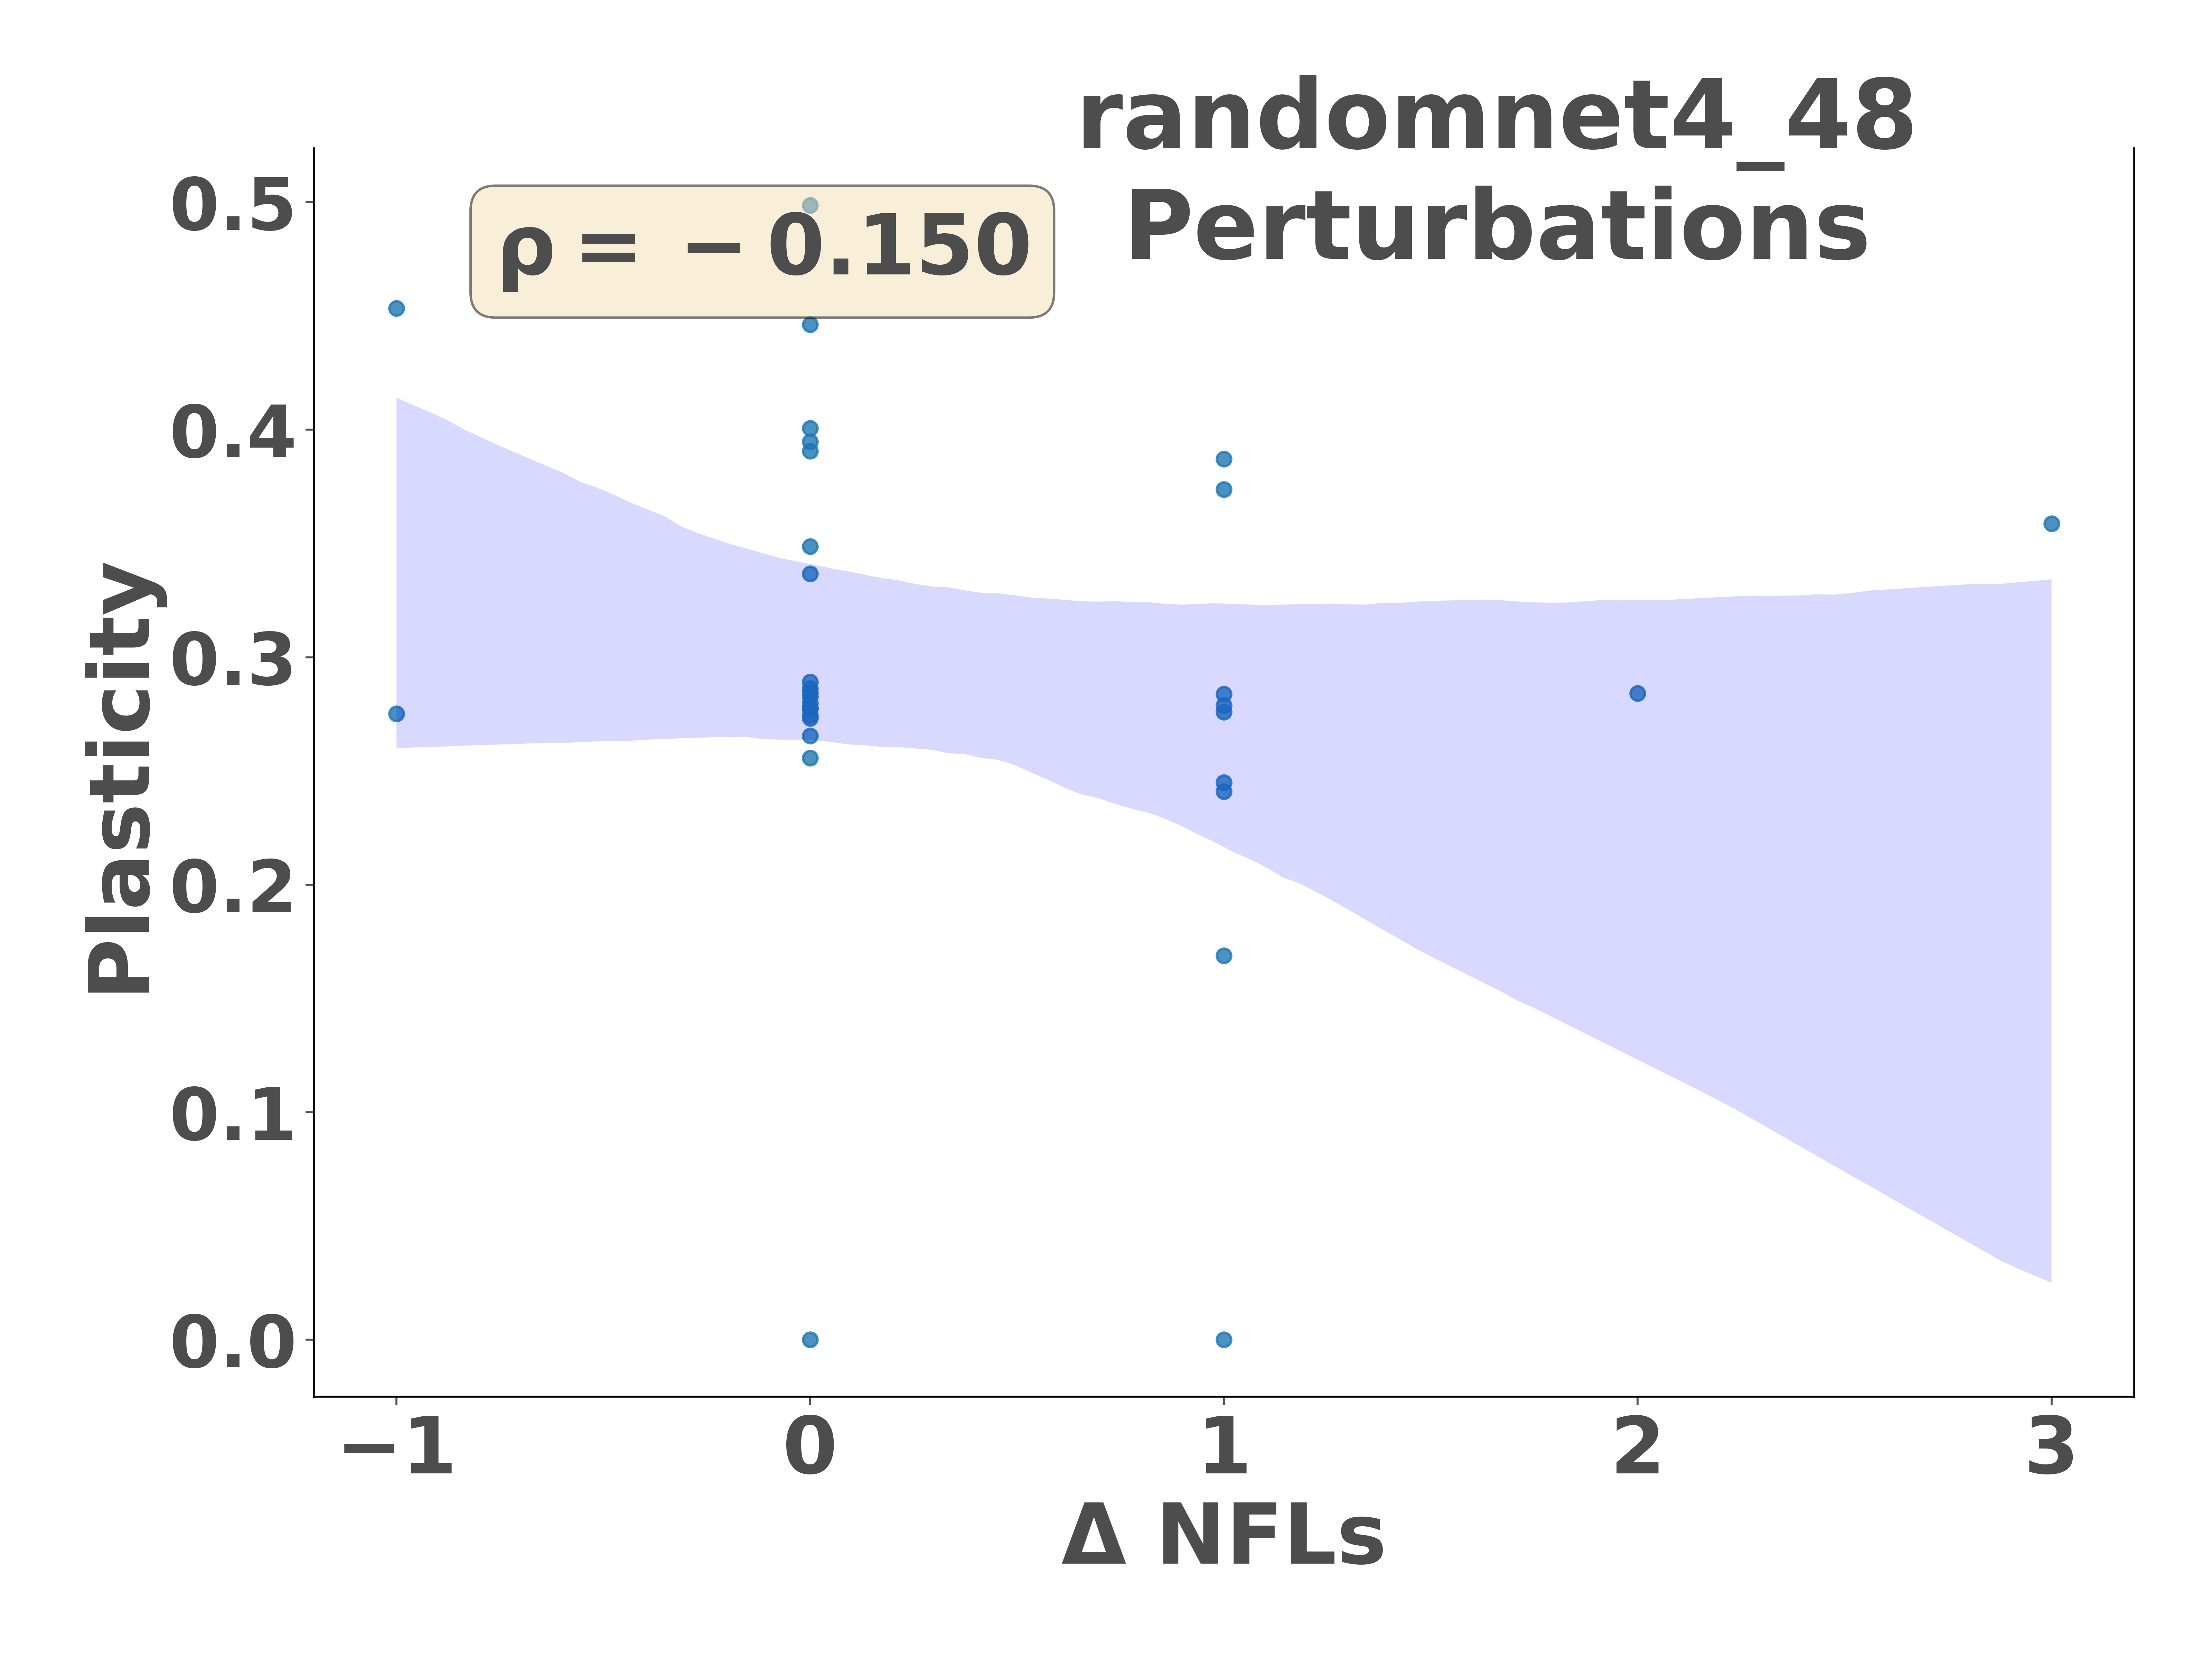 randomnet4_48
Perturbations
ρ = −0.150
Plasticity
0.5
0.4
0.3
0.2
0.1
0.0
−1 0 1 2 3
Δ NFLs